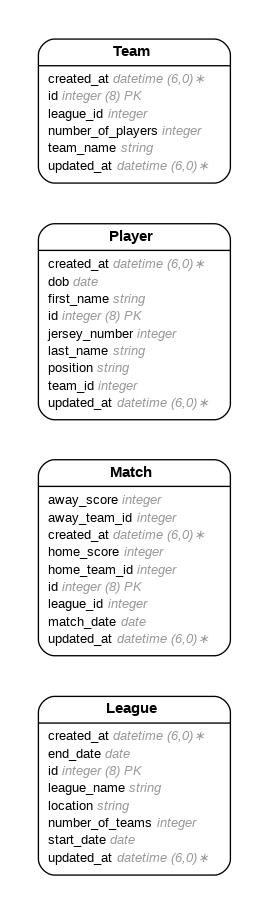 Team
created_at datetime (6,0) ∗
id integer (8) PK
league_id integer
number_of_players integer
team_name string
updated_at datetime (6,0) ∗
Player
created_at datetime (6,0) ∗
dob date
first_name string
id integer (8) PK
jersey_number integer
last_name string
position string
team_id integer
updated_at datetime (6,0) ∗
Match
away_score integer
away_team_id integer
created_at datetime (6,0) ∗
home_score integer
home_team_id integer
id integer (8) PK
league_id integer
match_date date
updated_at datetime (6,0) ∗
League
created_at datetime (6,0) ∗
end_date date
id integer (8) PK
league_name string
location string
number_of_teams integer
start_date date
updated_at datetime (6,0) ∗